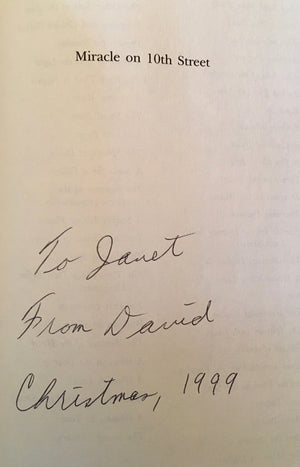 Miracle on 10th Street
To Janet
From David
Christmas, 1999